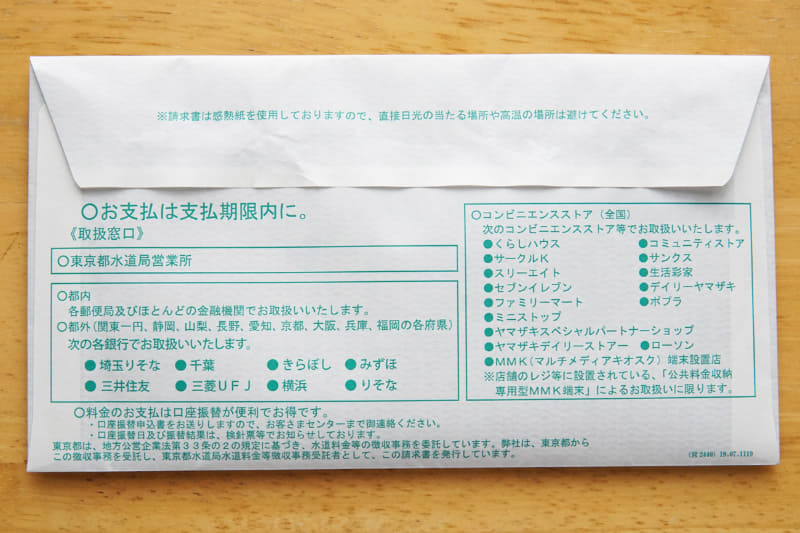 ※請求書は感熱紙を使用しておりますので、直接日光の当たる場所や高温の場所は避けてください。
〇お支払は支払期限内に。
《取扱窓口》
〇東京都水道局営業所
〇都内
各郵便局及びほとんどの金融機関でお取扱いいたします。
〇都外(関東一円、静岡、山梨、長野、愛知、京都、大阪、兵庫、福岡の各府県)
次の各銀行でお取扱いいたします。
●埼玉りそな ●千葉 ●きらぼし ●みずほ
●三井住友 ●三菱UFJ ●横浜 ●りそな
〇コンビニエンスストア(全国)
次のコンビニエンスストア等でお取扱いいたします。
●くらしハウス ●コミュニティストア
●サークルK ●サンクス
●スリーエイト ●生活彩家
●セブンイレブン ●デイリーヤマザキ
●ファミリーマート ●ポプラ
●ミニストップ
●ヤマザキスペシャルパートナーショップ
●ヤマザキデイリーストアー ●ローソン
●MMK(マルチメディアキオスク)端末設置店
※店舗のレジ等に設置されている、「公共料金収納
専用型MMK端末」によるお取扱いに限ります。
〇料金のお支払は口座振替が便利でお得です。
・口座振替申込書をお送りしますので、お客さまセンターまで御連絡ください。
・口座振替日及び振替結果は、検針票等でお知らせしております。
東京都は、地方公営企業法第33条の2の規定に基づき、水道料金等の徴収事務を委託しています。弊社は、東京都から
この徴収事務を受託し、東京都水道局水道料金等徴収事務受託者として、この請求書を発行しています。
19.07.1119